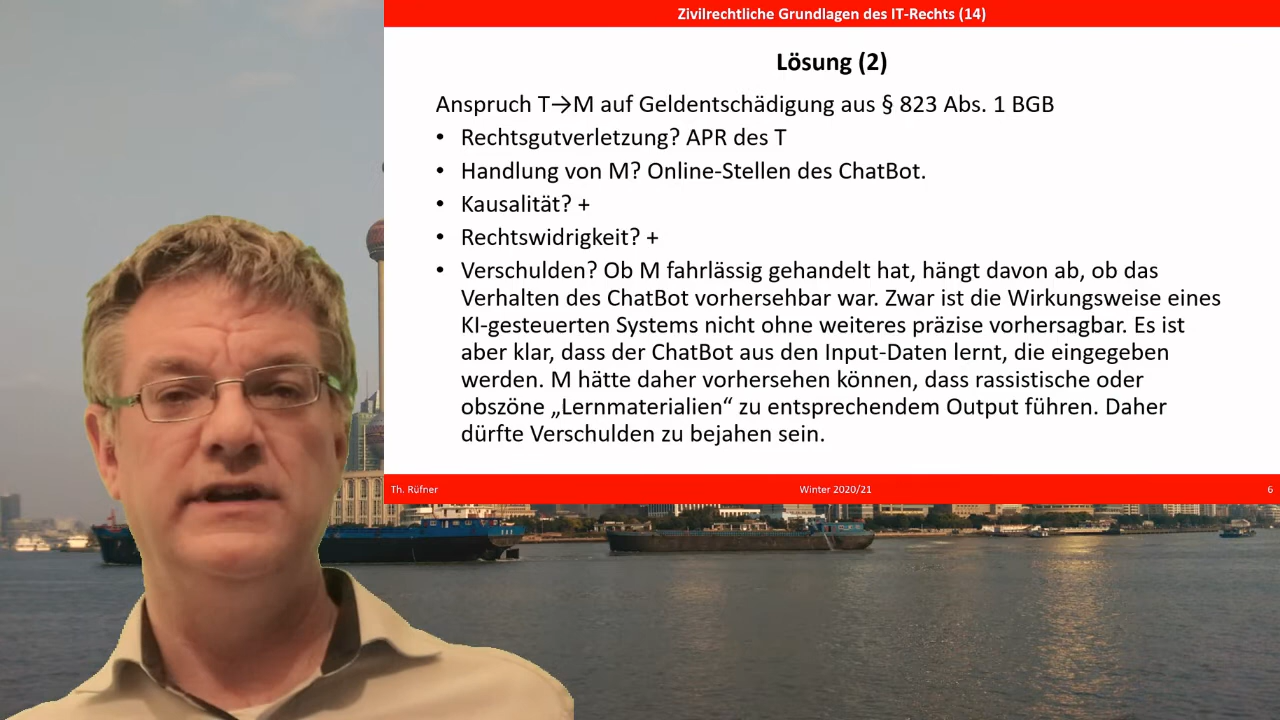 Zivilrechtliche Grundlagen des IT-Rechts (14)
Lösung (2)
Anspruch T→M auf Geldentschädigung aus § 823 Abs. 1 BGB
• Rechtsgutverletzung? APR des T
• Handlung von M? Online-Stellen des ChatBot.
• Kausalität? +
• Rechtswidrigkeit? +
• Verschulden? Ob M fahrlässig gehandelt hat, hängt davon ab, ob das
Verhalten des ChatBot vorhersehbar war. Zwar ist die Wirkungsweise eines
KI-gesteuerten Systems nicht ohne weiteres präzise vorhersagbar. Es ist
aber klar, dass der ChatBot aus den Input-Daten lernt, die eingegeben
werden. M hätte daher vorhersehen können, dass rassistische oder
obszöne „Lernmaterialien“ zu entsprechendem Output führen. Daher
dürfte Verschulden zu bejahen sein.
Th. Rüfner
Winter 2020/21
6